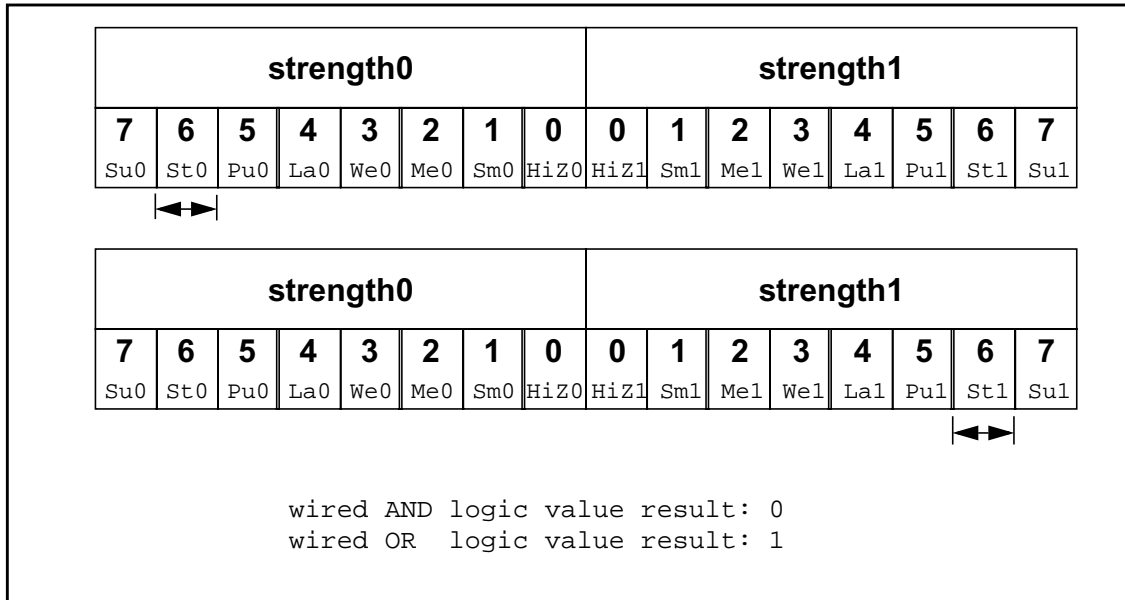 strength0 strength1
7 6 5 4 3 2 1 0 0 1 2 3 4 5 6 7
Su0 St0 Pu0 La0 We0 Me0 Sm0 HiZ0 HiZ1 Sm1 Me1 We1 La1 Pu1 St1 Su1
strength0 strength1
7 6 5 4 3 2 1 0 0 1 2 3 4 5 6 7
Su0 St0 Pu0 La0 We0 Me0 Sm0 HiZ0 HiZ1 Sm1 Me1 We1 La1 Pu1 St1 Su1
wired AND logic value result: 0
wired OR  logic value result: 1